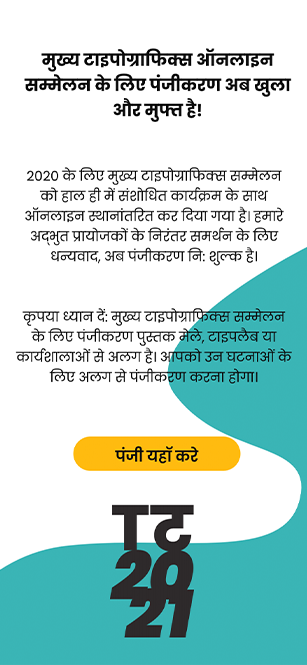 मुख्य टाइपोग्राफिक्स ऑनलाइन
सम्मेलन के लिए पंजीकरण अब खुला
और मुफ्त है!
2020 के लिए मुख्य टाइपोग्राफिक्स सम्मेलन
को हाल ही में संशोधित कार्यक्रम के साथ
ऑनलाइन स्थानांतरित कर दिया गया है। हमारे
अद्भुत प्रायोजकों के निरंतर समर्थन के लिए
धन्यवाद, अब पंजीकरण नि: शुल्क है।
कृपया ध्यान दें: मुख्य टाइपोग्राफिक्स सम्मेलन
के लिए पंजीकरण पुस्तक मेले, टाइपलैब या
कार्यशालाओं से अलग है। आपको उन घटनाओं के
लिए अलग से पंजीकरण करना होगा।
पंजी यहाॅ करे
Tट
20
21